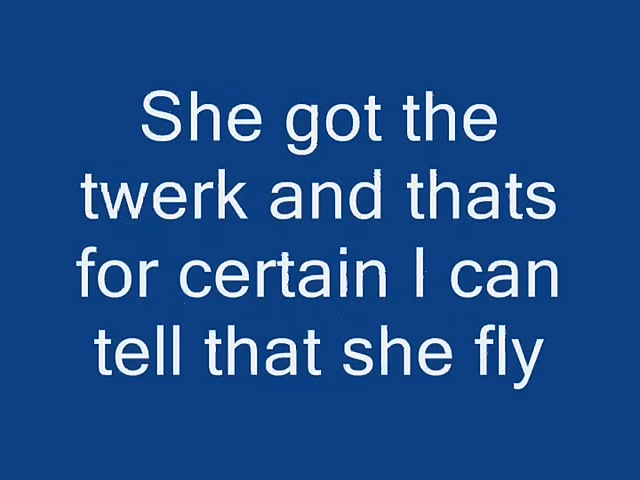 She got the
twerk and thats
for certain I can
tell that she fly